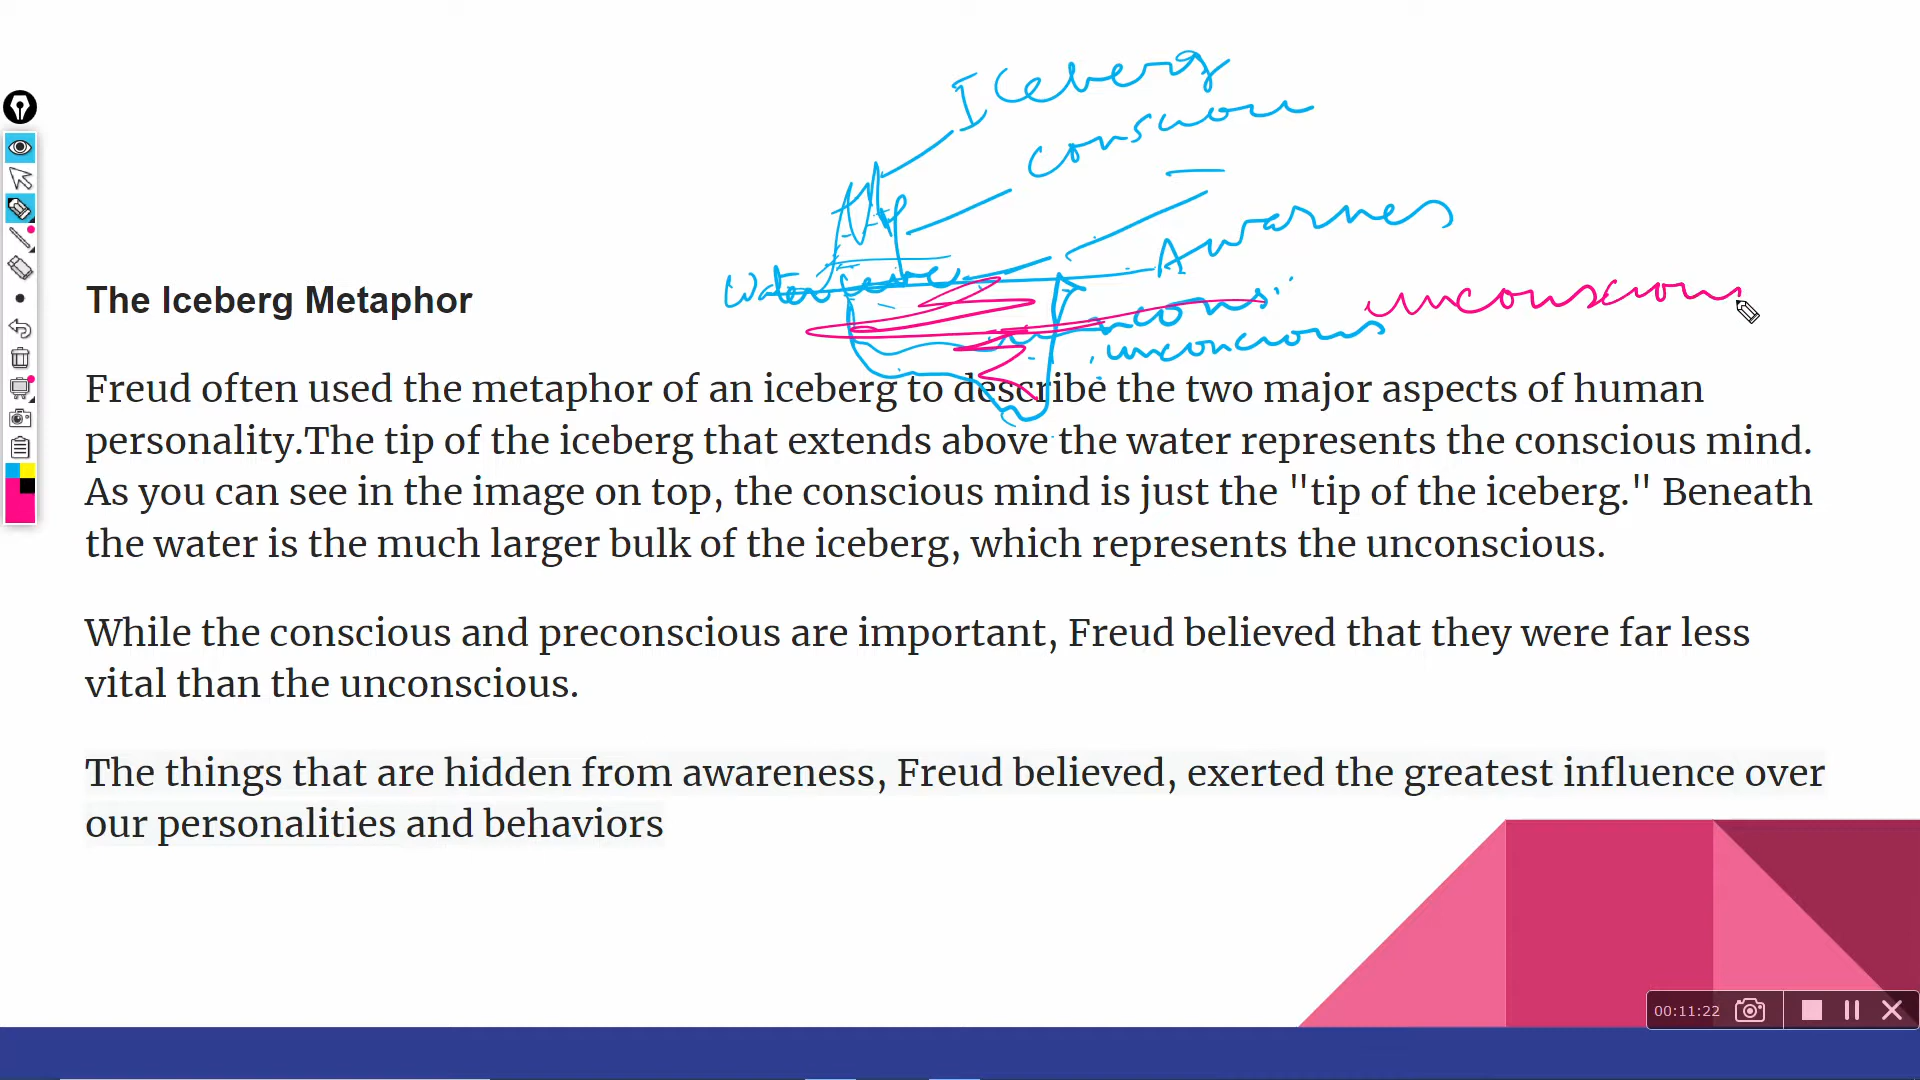 Iceberg
consciou
Awarnes
unconscious
unconcious
The Iceberg Metaphor
Freud often used the metaphor of an iceberg to describe the two major aspects of human
personality.The tip of the iceberg that extends above the water represents the conscious mind.
As you can see in the image on top, the conscious mind is just the "tip of the iceberg." Beneath
the water is the much larger bulk of the iceberg, which represents the unconscious.
While the conscious and preconscious are important, Freud believed that they were far less
vital than the unconscious.
The things that are hidden from awareness, Freud believed, exerted the greatest influence over
our personalities and behaviors
00:11:22